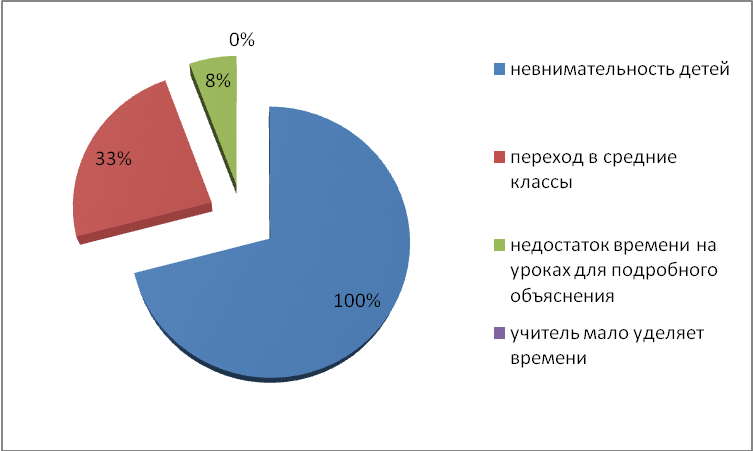 0%
8%
33%
100%
невнимательность детей
переход в средние
классы
недостаток времени на
уроках для подробного
объяснения
учитель мало уделяет
времени